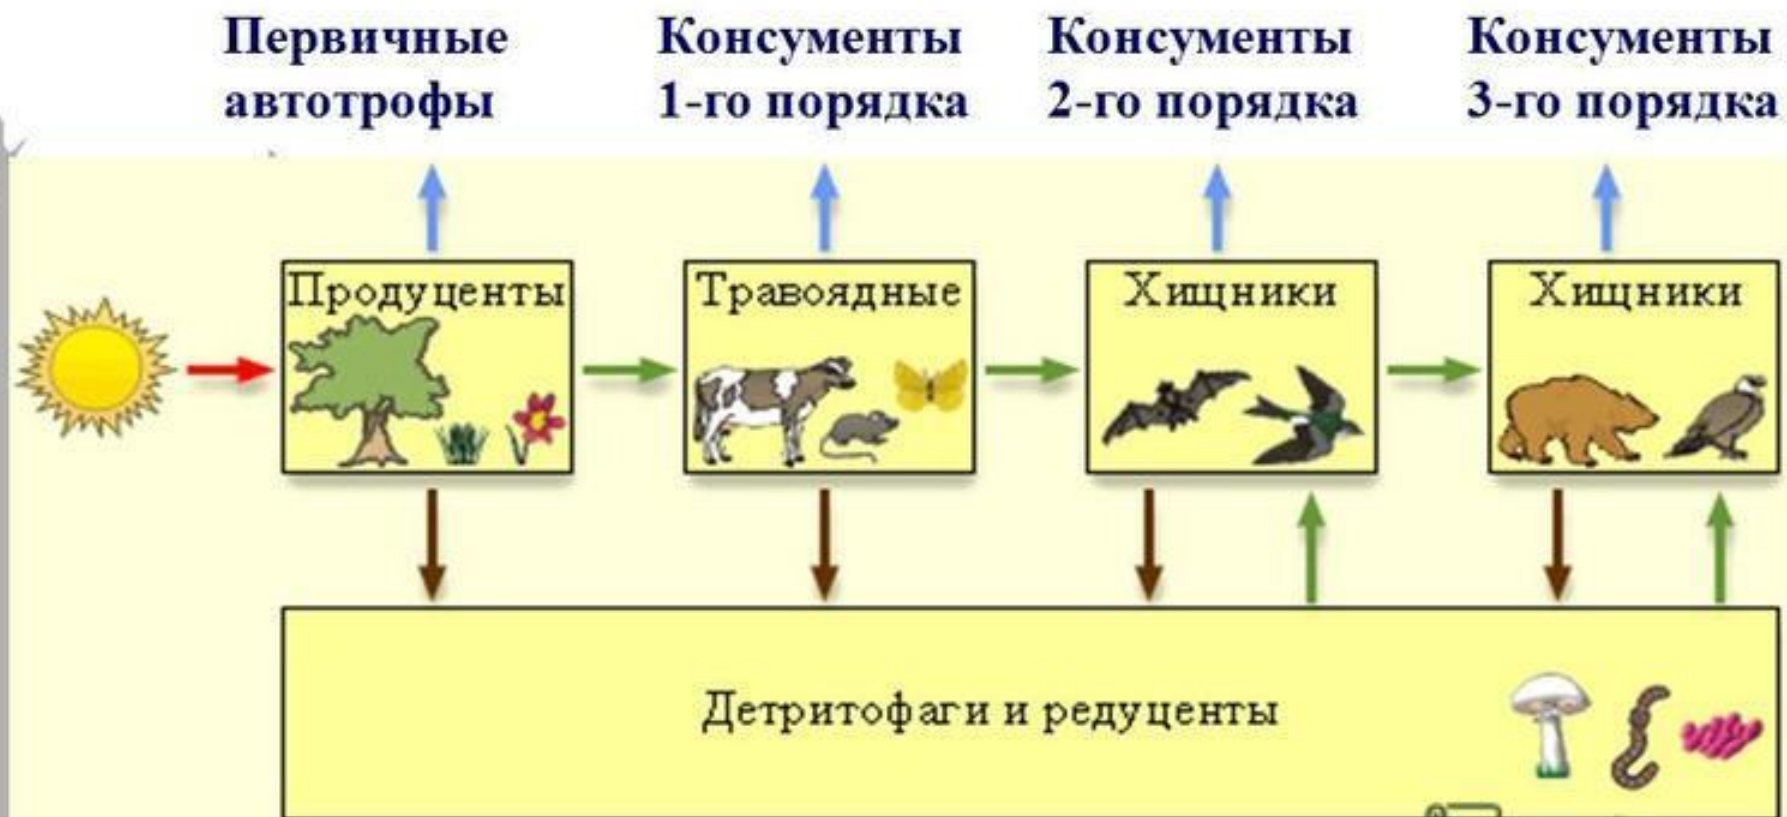 Первичные
автотрофы
Консументы
1-го порядка
Консументы
2-го порядка
Консументы
3-го порядка
Продуценты
Травоядные
Хищники
Хищники
Детритофаги и редуценты